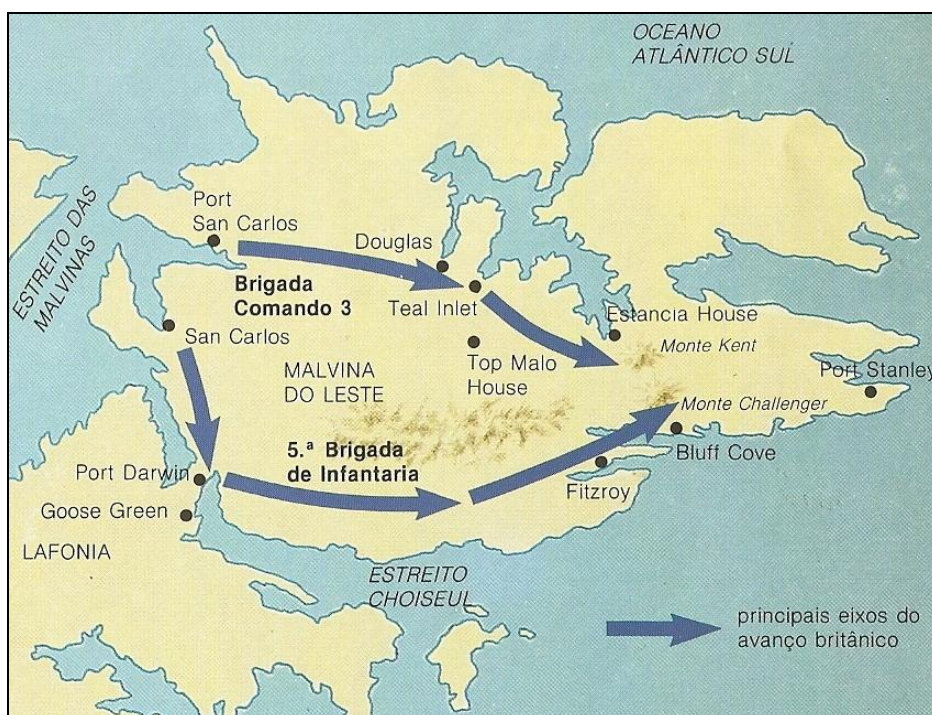 OCEANO
ATLÂNTICO SUL
ESTREITO DAS
MALVINAS
Port
San Carlos
Douglas
Brigada
Comando 3
Teal Inlet
San Carlos
Estancia House
Monte Kent
MALVINA
DO LESTE
Top Malo
House
Port Stanley
Monte Challenger
5.ª Brigada
de Infantaria
Bluff Cove
Port Darwin
Fitzroy
Goose Green
LAFONIA
ESTREITO
CHOISEUL
principais eixos do
avanço britânico